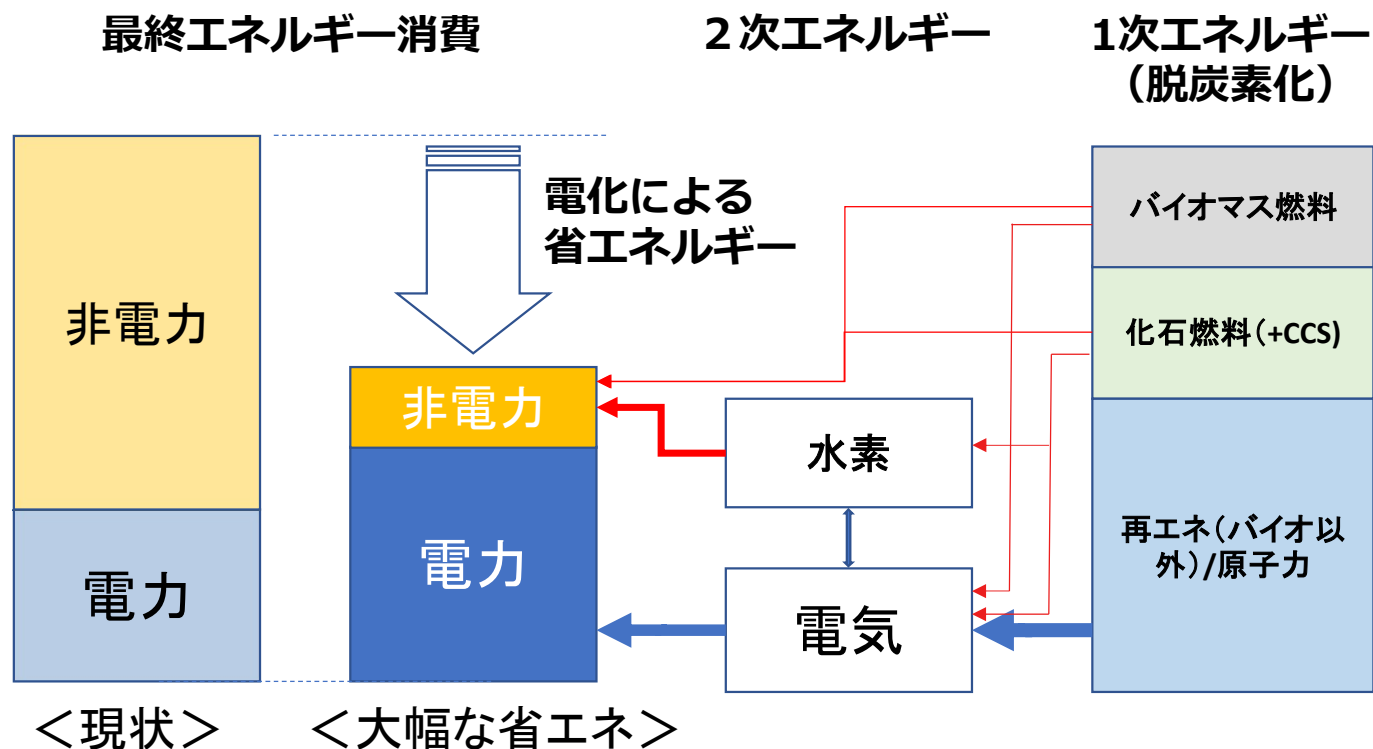 最終エネルギー消費
２次エネルギー
1次エネルギー
（脱炭素化）
電化による
省エネルギー
非電力
電力
非電力
電力
水素
電気
バイオマス燃料
化石燃料（+CCS)
再エネ（バイオ以
外）/原子力
＜現状＞
＜大幅な省エネ＞